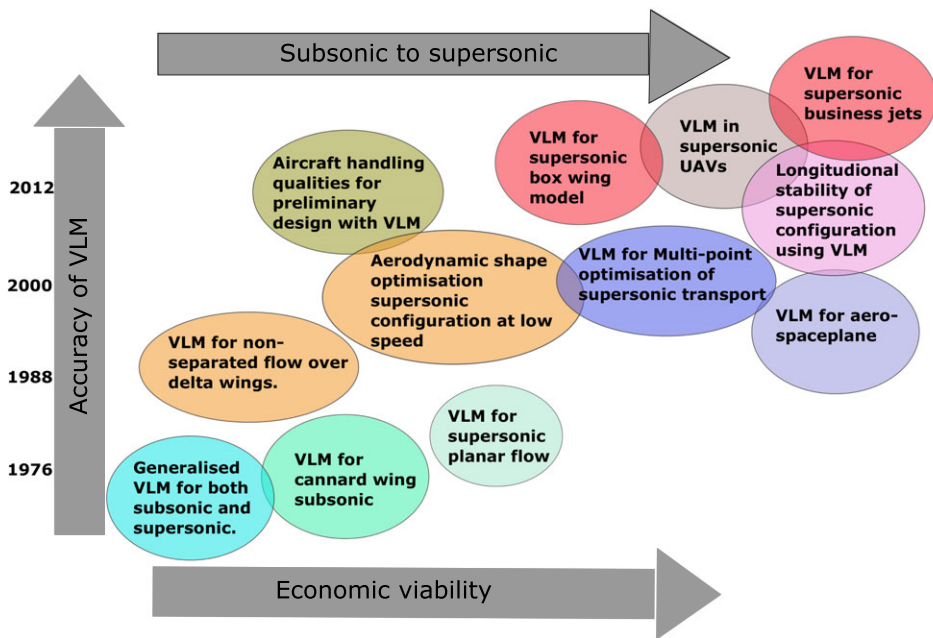 Subsonic to supersonic
Accuracy of VLM
2012
2000
1988
1976
VLM for
supersonic
business jets
VLM in
supersonic
UAVs
VLM for
supersonic
box wing
model
Aircraft handling
qualities for
preliminary
design with VLM
Longitudional
stability of
supersonic
configuration
using VLM
Aerodynamic shape
optimisation
supersonic
configuration at low
speed
VLM for Multi-point
optimisation of
supersonic transport
VLM for aero-
spaceplane
VLM for non-
separated flow over
delta wings.
VLM for
supersonic
planar flow
Generalised
VLM for both
subsonic and
supersonic.
VLM for
cannard wing
subsonic
Economic viability